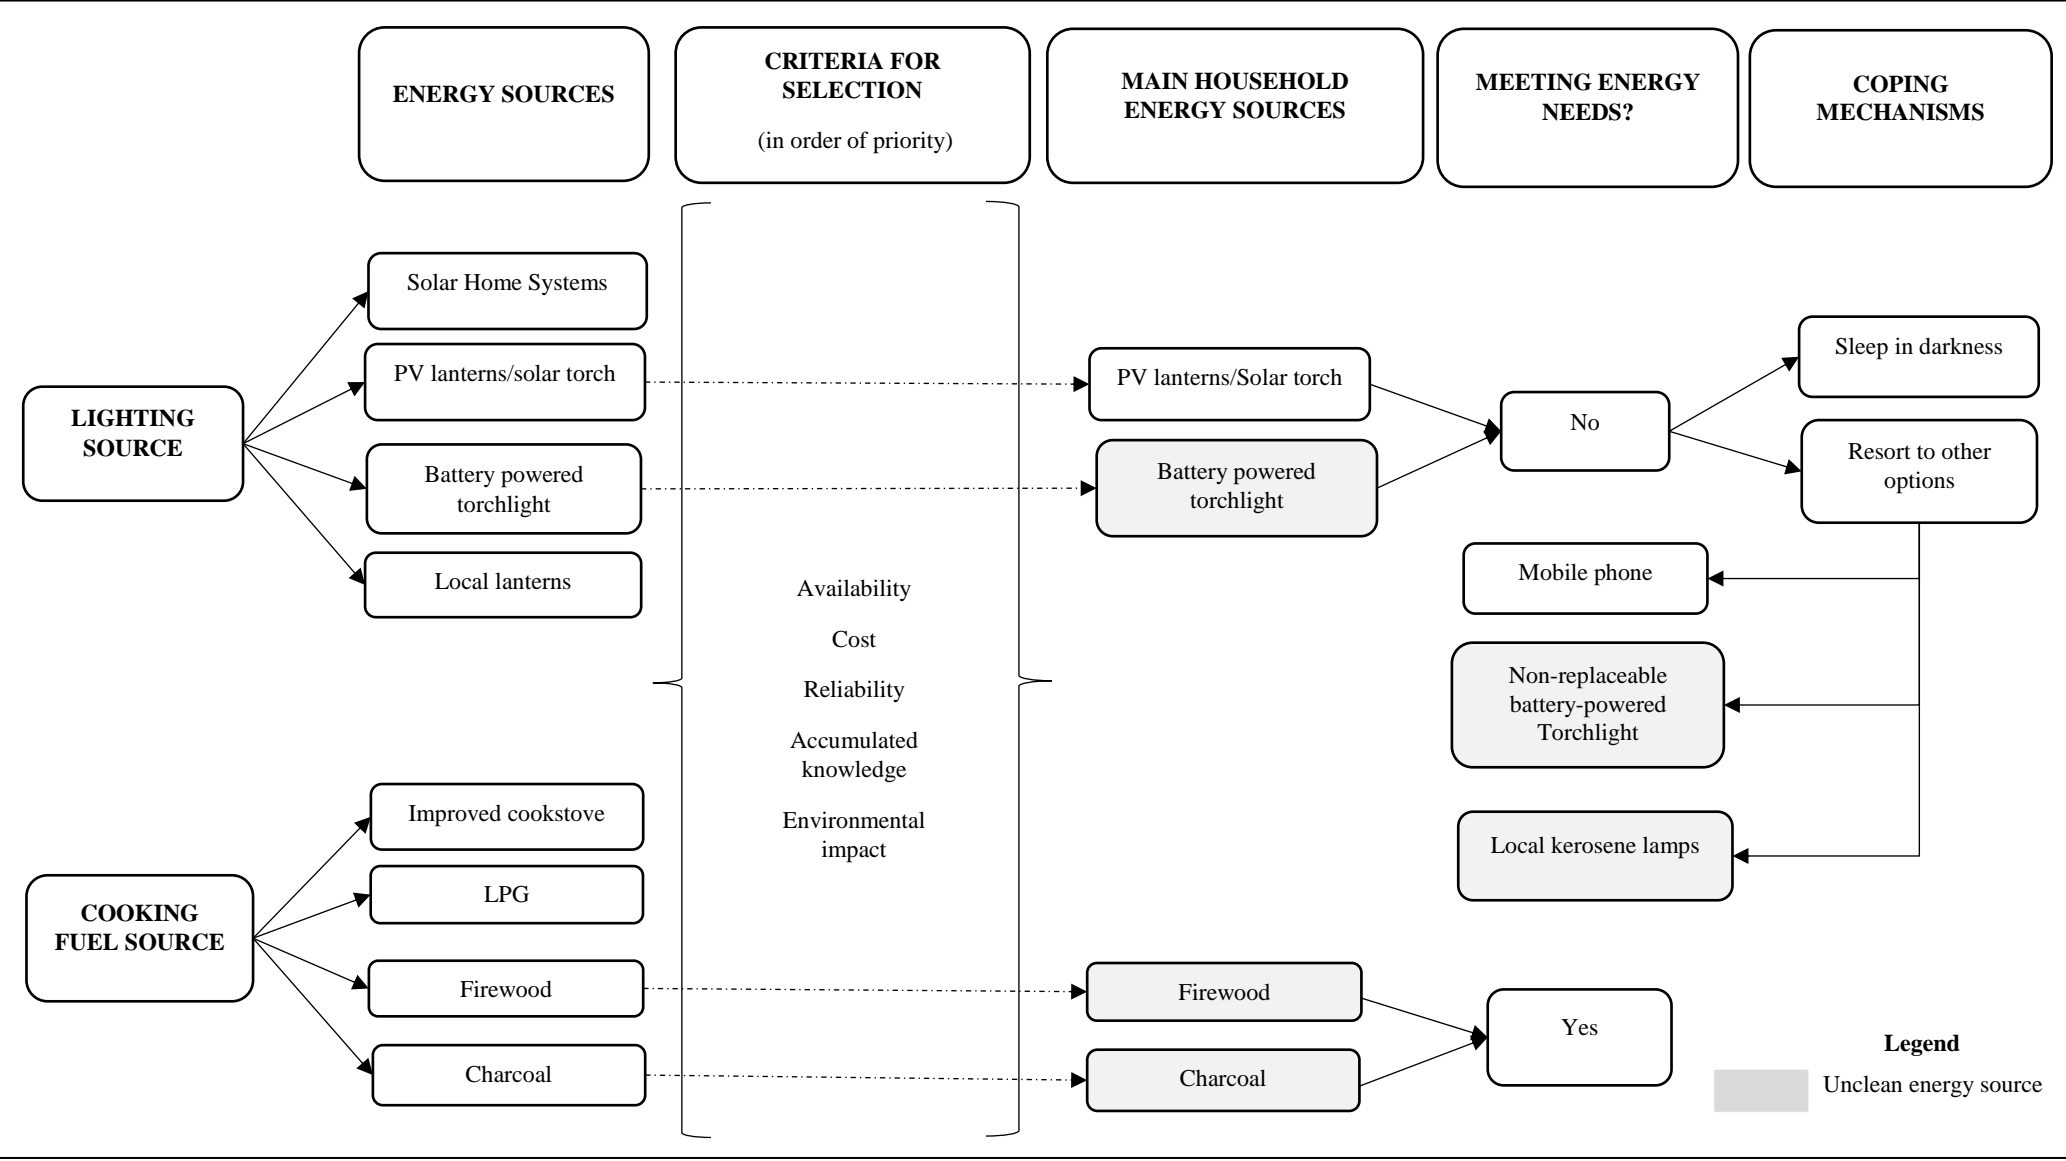 ENERGY SOURCES
CRITERIA FOR
SELECTION
(in order of priority)
MAIN HOUSEHOLD
ENERGY SOURCES
MEETING ENERGY
NEEDS?
COPING
MECHANISMS
LIGHTING
SOURCE
Solar Home Systems
PV lanterns/solar torch
Battery powered
torchlight
Local lanterns
PV lanterns/Solar torch
Battery powered
torchlight
No
Sleep in darkness
Resort to other
options
Mobile phone
Non-replaceable
battery-powered
Torchlight
Local kerosene lamps
Availability
Cost
Reliability
Accumulated
knowledge
Environmental
impact
COOKING
FUEL SOURCE
Improved cookstove
LPG
Firewood
Charcoal
Firewood
Charcoal
Yes
Legend
Unclean energy source